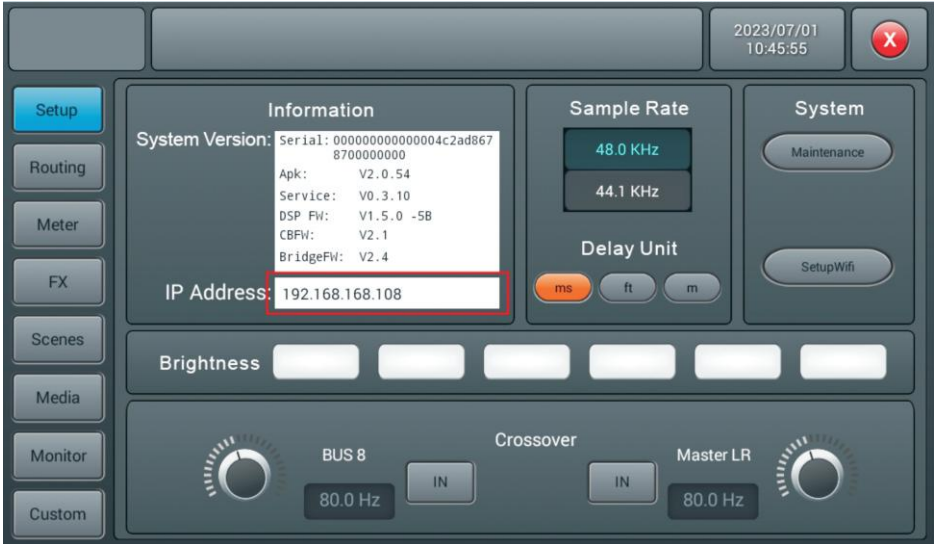 2023/07/01
10:45:55
X
Setup
Routing
Meter
FX
Scenes
Media
Monitor
Custom
Information
System Version:
Serial: 000000000000004c2ad867
8700000000
Apk: V2.0.54
Service: V0.3.10
DSP FW: V1.5.0 -5B
CBFW: V2.1
BridgeFW: V2.4
IP Address: 192.168.168.108
Sample Rate
48.0 KHz
44.1 KHz
Delay Unit
ms ft m
System
Maintenance
SetupWifi
Brightness
Crossover
BUS 8
80.0 Hz
IN
IN
Master LR
80.0 Hz